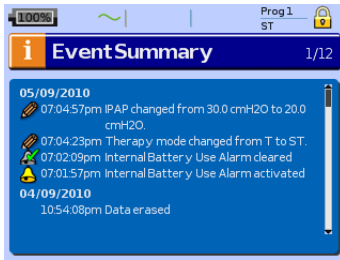 100%
Prog 1
ST
i Event Summary 1/12
05/09/2010
07:04:57pm IPAP changed from 30.0 cmH2O to 20.0
cmH2O.
07:04:23pm Therapy mode changed from T to ST.
07:02:09pm Internal Battery Use Alarm cleared
07:01:57pm Internal Battery Use Alarm activated
04/09/2010
10:54:08pm Data erased